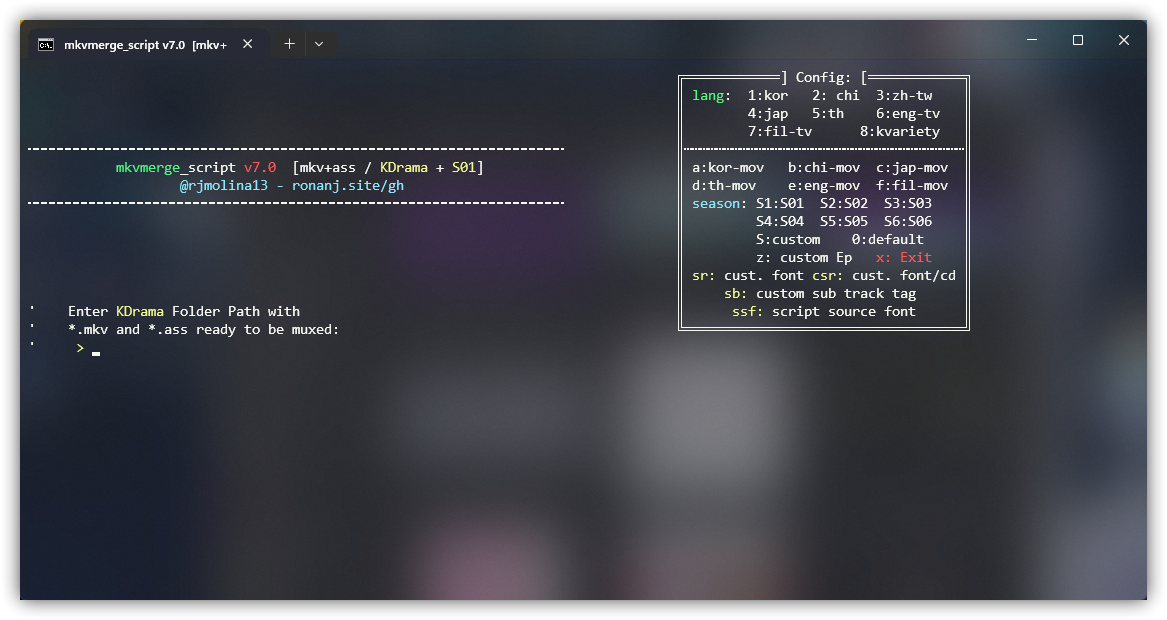 mkvmerge_script v7.0 [mkv+
] Config: [
lang: 1:kor 2: chi 3:zh-tw
4:jap 5:th 6:eng-tv
7:fil-tv 8:kvariety
a:kor-mov b:chi-mov c:jap-mov
d:th-mov e:eng-mov f:fil-mov
season: S1:S01 S2:S02 S3:S03
S4:S04 S5:S05 S6:S06
S:custom 0:default
z: custom Ep x: Exit
sr: cust. font csr: cust. font/cd
sb: custom sub track tag
ssf: script source font
mkvmerge_script v7.0 [mkv+ass / KDrama + S01]
@rjmolina13 - ronanj.site/gh
' Enter KDrama Folder Path with
' *.mkv and *.ass ready to be muxed:
' > _